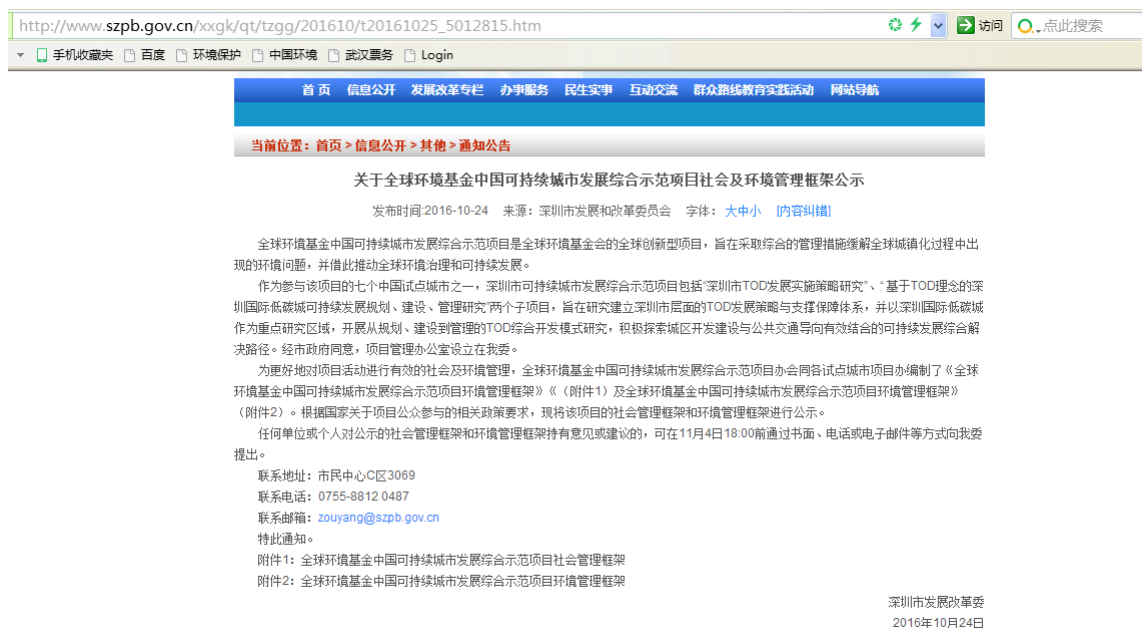 http://www.szpb.gov.cn/xxgk/qt/tzgg/201610/t20161025_5012815.htm 访问 点此搜索
手机收藏夹 百度 环境保护 中国环境 武汉票务 Login
首页 信息公开 发展改革专栏 办事服务 民生实事 互动交流 群众路线教育实践活动 网站导航
当前位置：首页>信息公开>其他>通知公告
关于全球环境基金中国可持续城市发展综合示范项目社会及环境管理框架公示
发布时间:2016-10-24 来源：深圳市发展和改革委员会 字体：大中小 [内容纠错]
全球环境基金中国可持续城市发展综合示范项目是全球环境基金会的全球创新型项目，旨在采取综合的管理措施缓解全球城镇化过程中出
现的环境问题，并借此推动全球环境治理和可持续发展。
作为参与该项目的七个中国试点城市之一，深圳市可持续城市发展综合示范项目包括“深圳市TOD发展实施策略研究”、“基于TOD理念的深
圳国际低碳城可持续发展规划、建设、管理研究”两个子项目，旨在研究建立深圳市层面的TOD发展策略与支撑保障体系，并以深圳国际低碳城
作为重点研究区域，开展从规划、建设到管理的TOD综合开发模式研究，积极探索城区开发建设与公共交通导向有效结合的可持续发展综合解
决路径。经市政府同意，项目管理办公室设立在我委。
为更好地对项目活动进行有效的社会及环境管理，全球环境基金中国可持续城市发展综合示范项目办会同各试点城市项目办编制了《全球
环境基金中国可持续城市发展综合示范项目环境管理框架》《（附件1）及全球环境基金中国可持续城市发展综合示范项目环境管理框架》
（附件2）。根据国家关于项目公众参与的相关政策要求，现将该项目的社会管理框架和环境管理框架进行公示。
任何单位或个人对公示的社会管理框架和环境管理框架持有意见或建议的，可在11月4日18:00前通过书面、电话或电子邮件等方式向我委
提出。
联系地址：市民中心C区3069
联系电话：0755-8812 0487
联系邮箱：zouyang@szpb.gov.cn
特此通知。
附件1：全球环境基金中国可持续城市发展综合示范项目社会管理框架
附件2：全球环境基金中国可持续城市发展综合示范项目环境管理框架
深圳市发展改革委
2016年10月24日